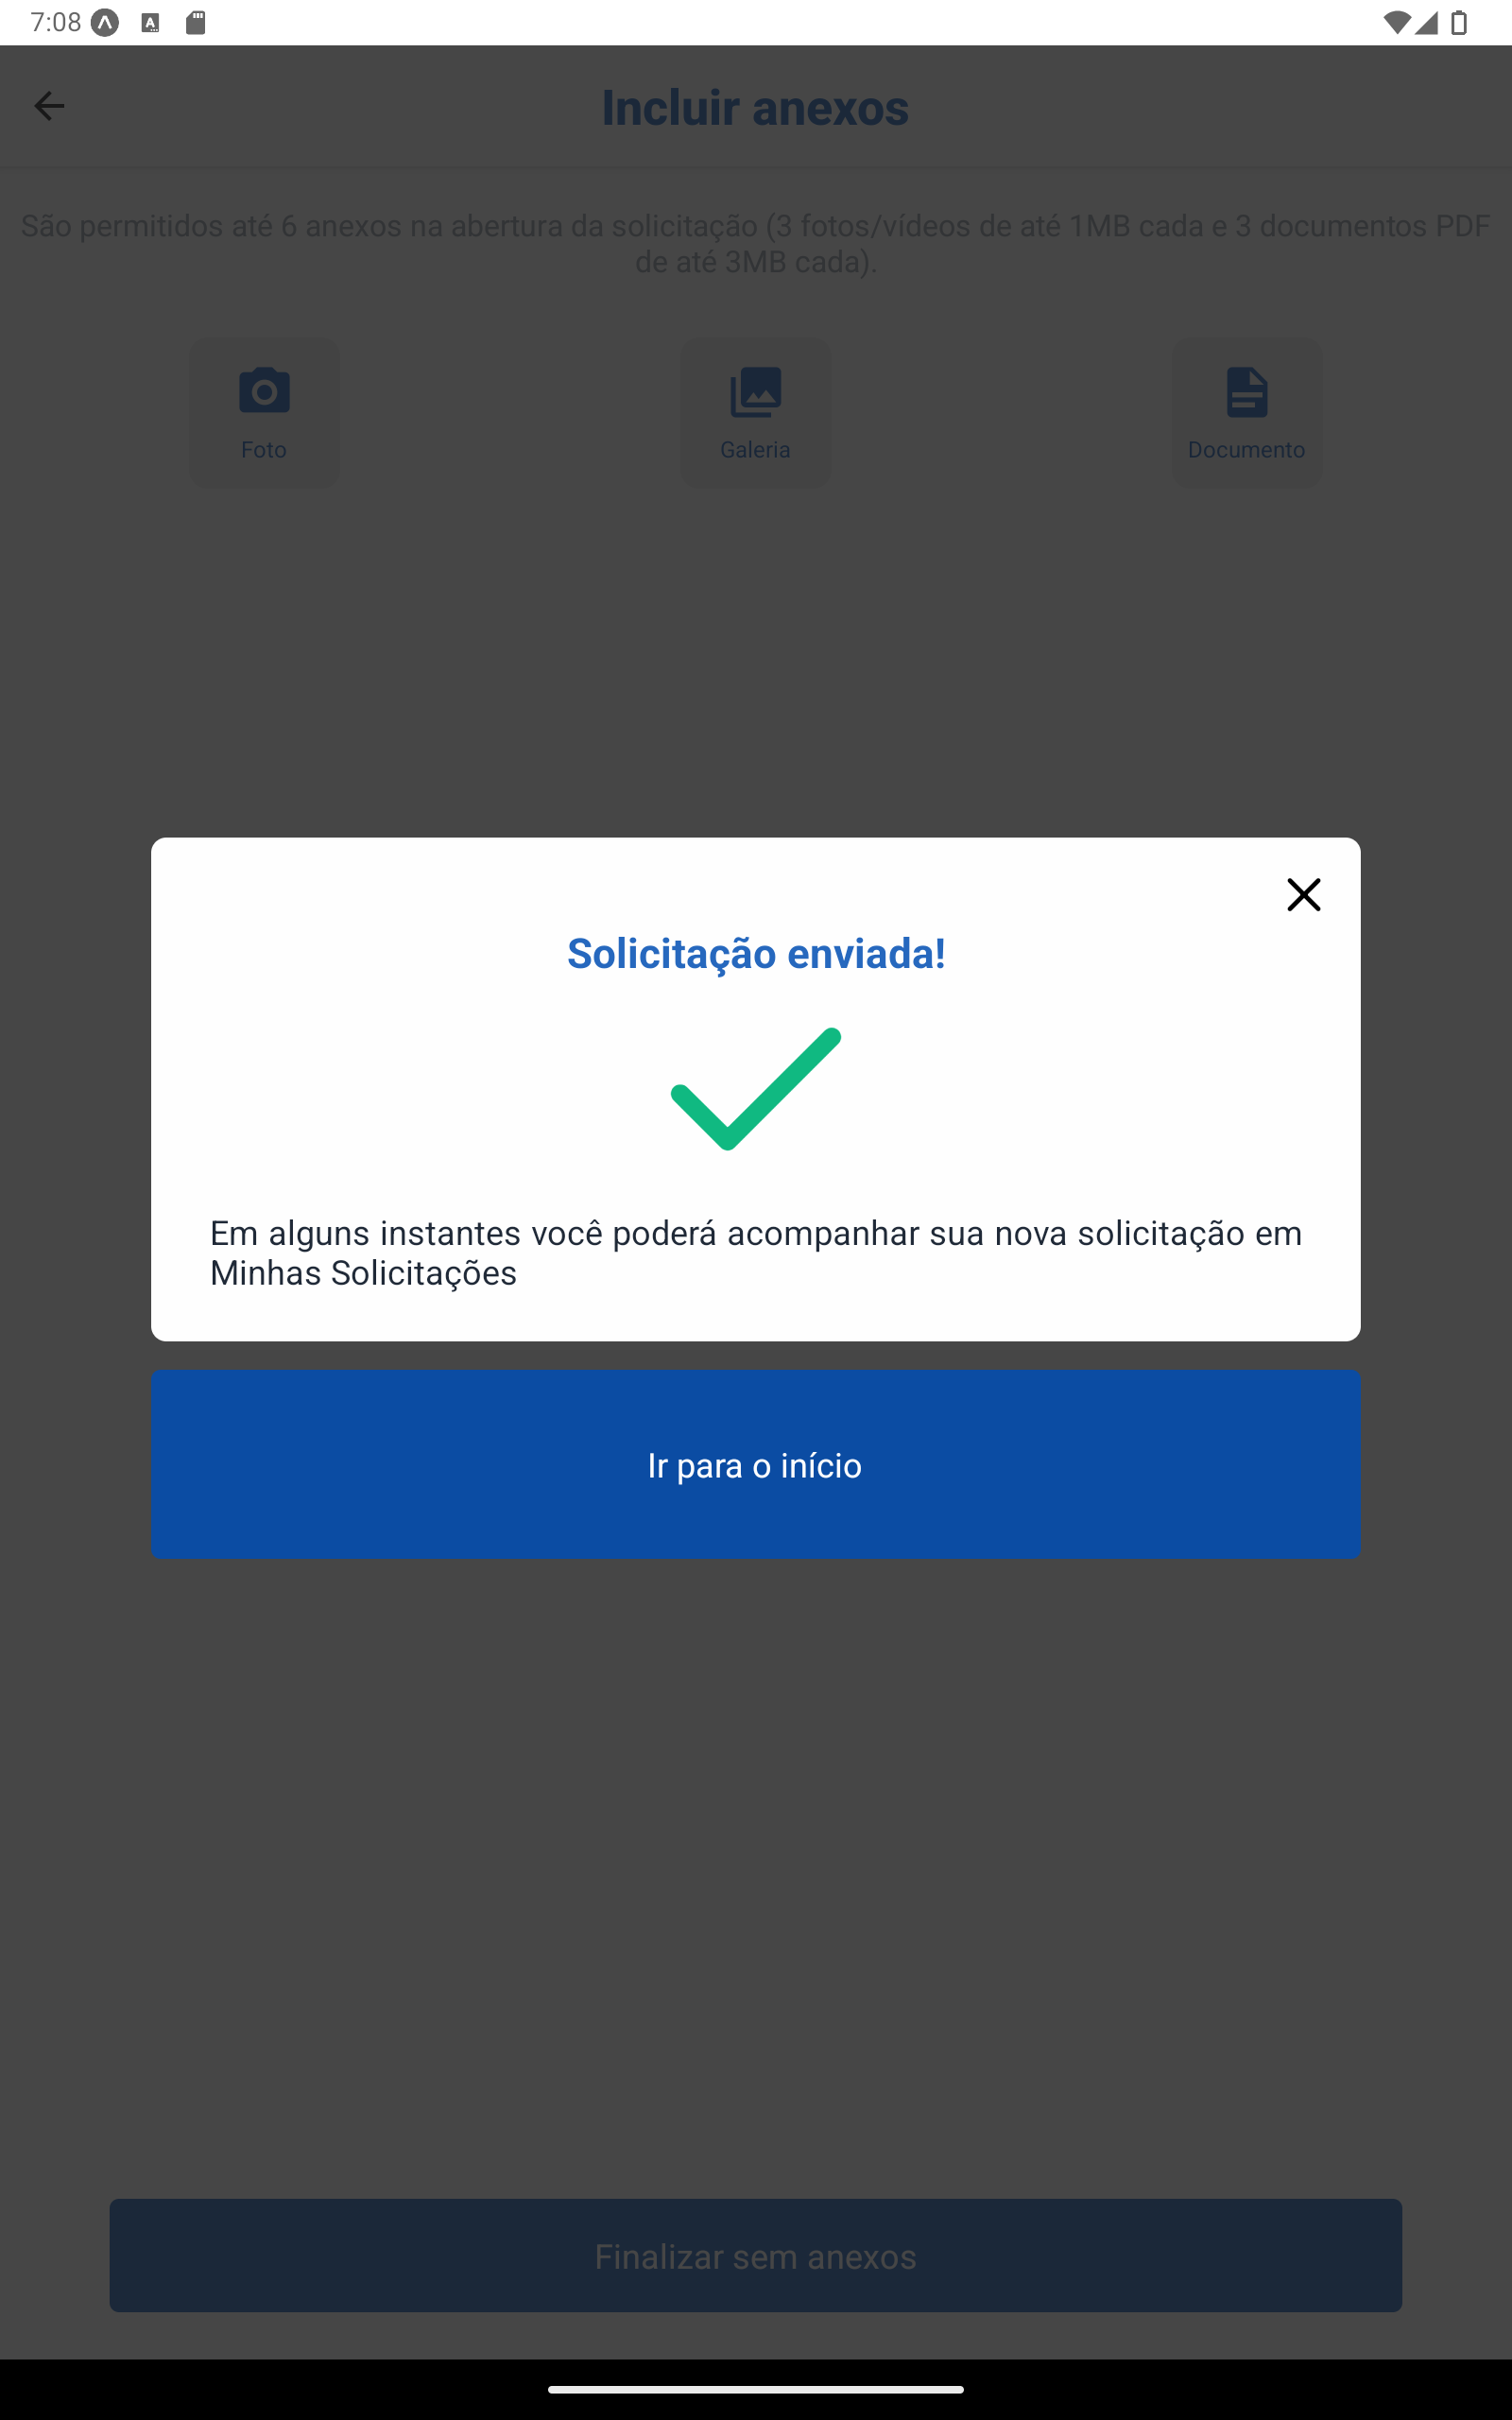 7:08
Incluir anexos
São permitidos até 6 anexos na abertura da solicitação (3 fotos/vídeos de até 1MB cada e 3 documentos PDF
de até 3MB cada).
Foto
Galeria
Documento
Solicitação enviada!
Em alguns instantes você poderá acompanhar sua nova solicitação em
Minhas Solicitações
Ir para o início
Finalizar sem anexos